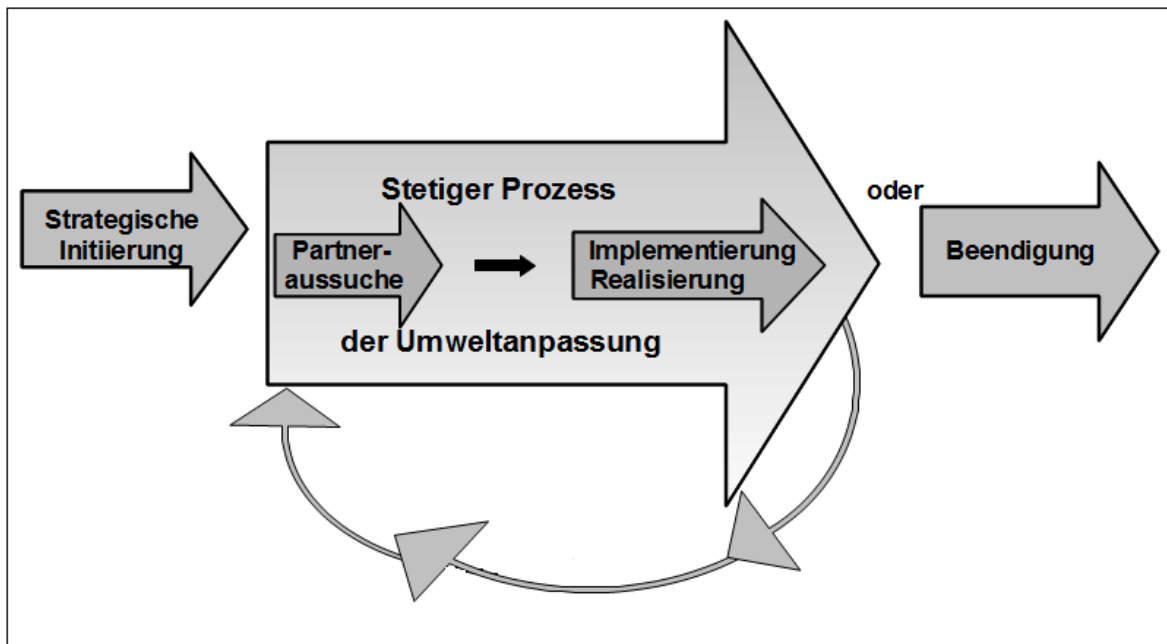 Strategische
Initiierung
Stetiger Prozess
Partner-
aussuche
Implementierung
Realisierung
der Umweltanpassung
oder
Beendigung